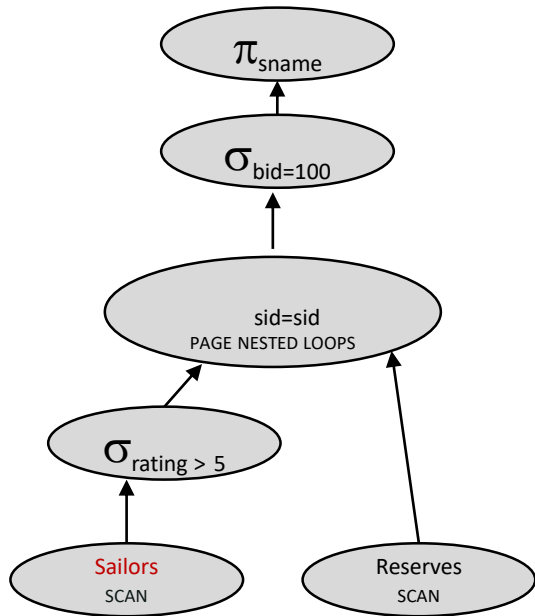 πsname
σbid=100
sid=sid
PAGE NESTED LOOPS
σrating > 5
Sailors
SCAN
Reserves
SCAN